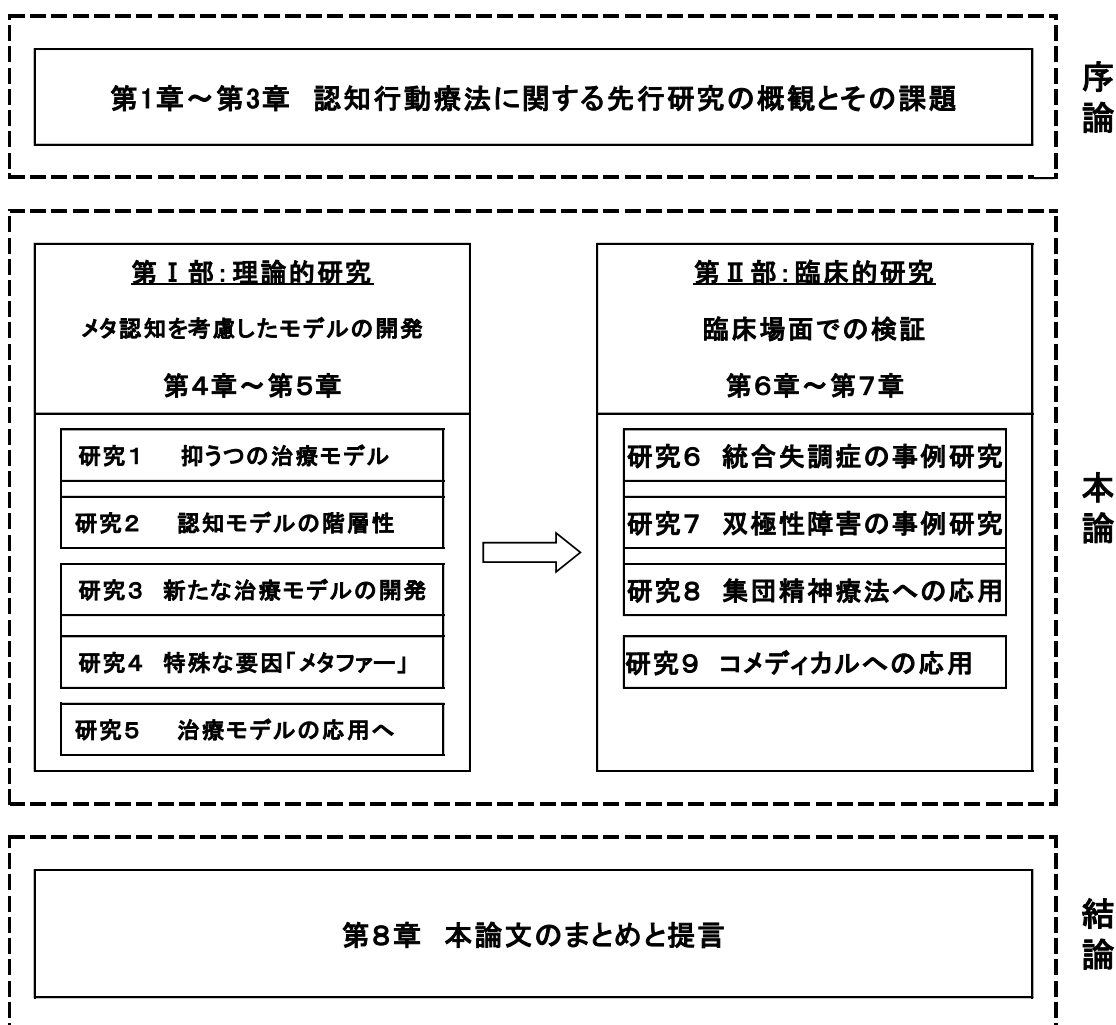 第1章～第3章　認知行動療法に関する先行研究の概観とその課題
序論
第Ⅰ部：理論的研究
メタ認知を考慮したモデルの開発
第４章～第５章
研究１　抑うつの治療モデル
研究２　認知モデルの階層性
研究３　新たな治療モデルの開発
研究４　特殊な要因「メタファー」
研究５　治療モデルの応用へ
第Ⅱ部：臨床的研究
臨床場面での検証
第６章～第７章
研究６　統合失調症の事例研究
研究７　双極性障害の事例研究
研究８　集団精神療法への応用
研究９　コメディカルへの応用
本論
第８章　本論文のまとめと提言
結論